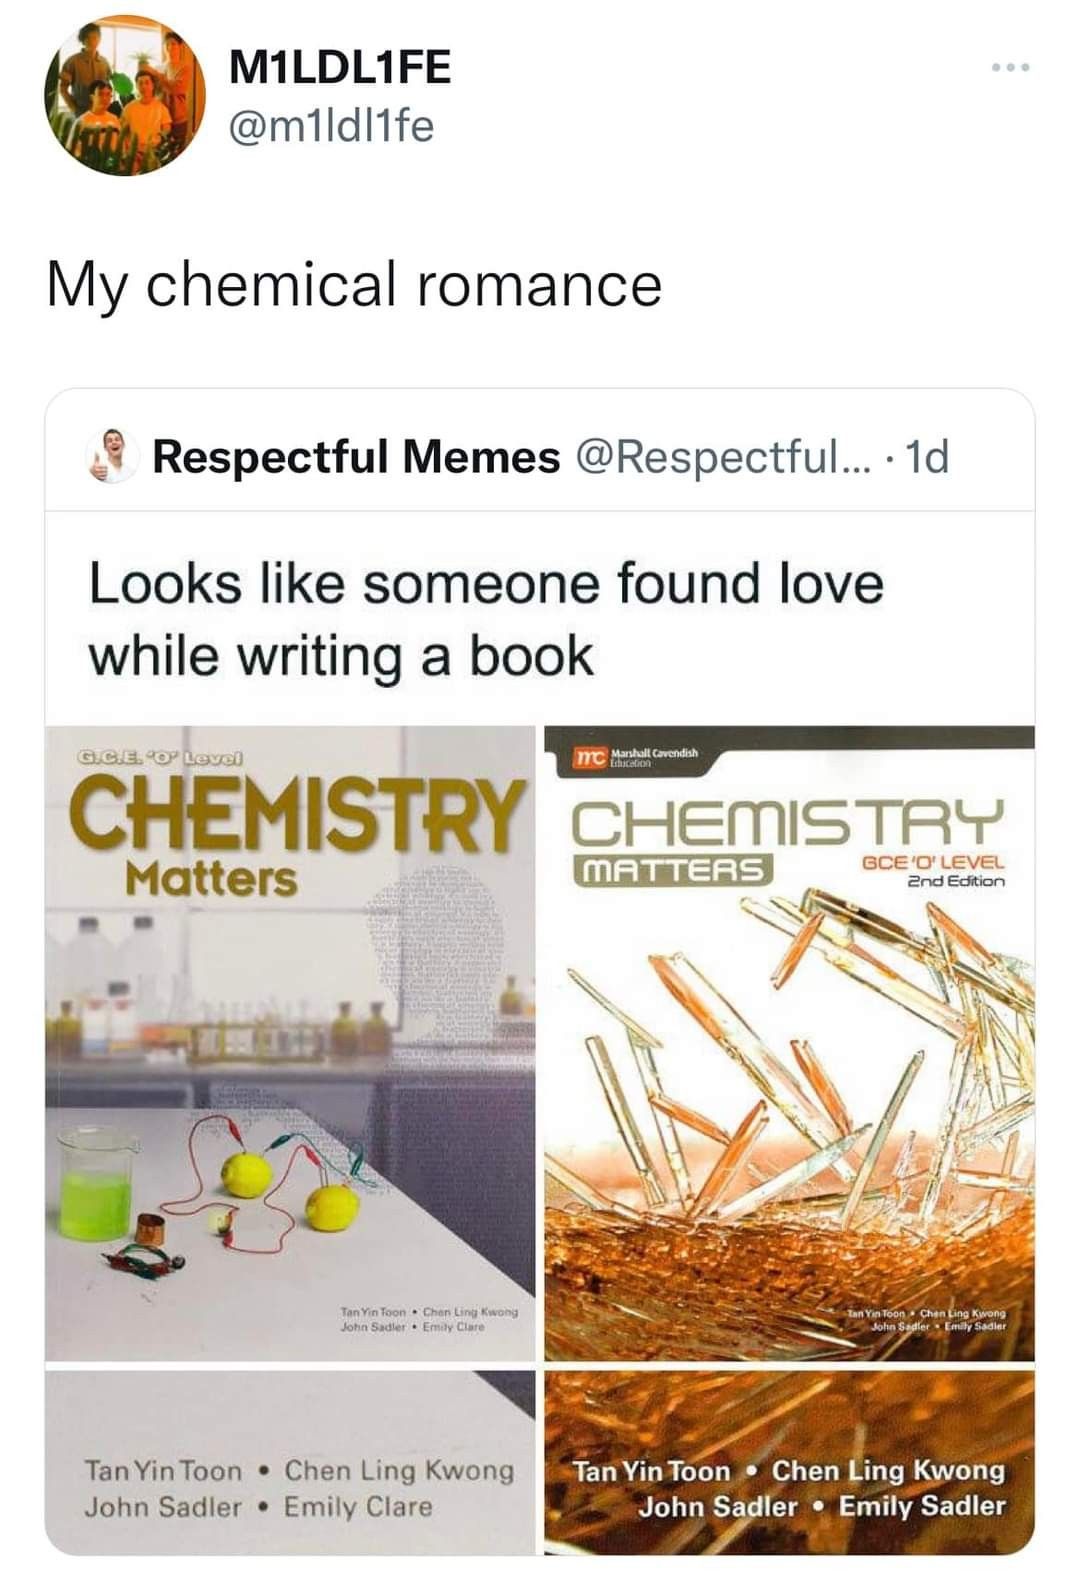 M1LDL1FE
@m1ldl1fe
My chemical romance
Respectful Memes @Respectful... · 1d
Looks like someone found love
while writing a book
G.C.E. 'O' Level
CHEMISTRY
Matters
Tan Yin Toon • Chen Ling Kwong
John Sadler • Emily Clare
mc Marshall Cavendish
Education
CHEMISTRY
MATTERS
GCE 'O' LEVEL
2nd Edition
Tan Yin Toon • Chen Ling Kwong
John Sadler • Emily Sadler
Tan Yin Toon • Chen Ling Kwong
John Sadler • Emily Clare
Tan Yin Toon • Chen Ling Kwong
John Sadler • Emily Sadler